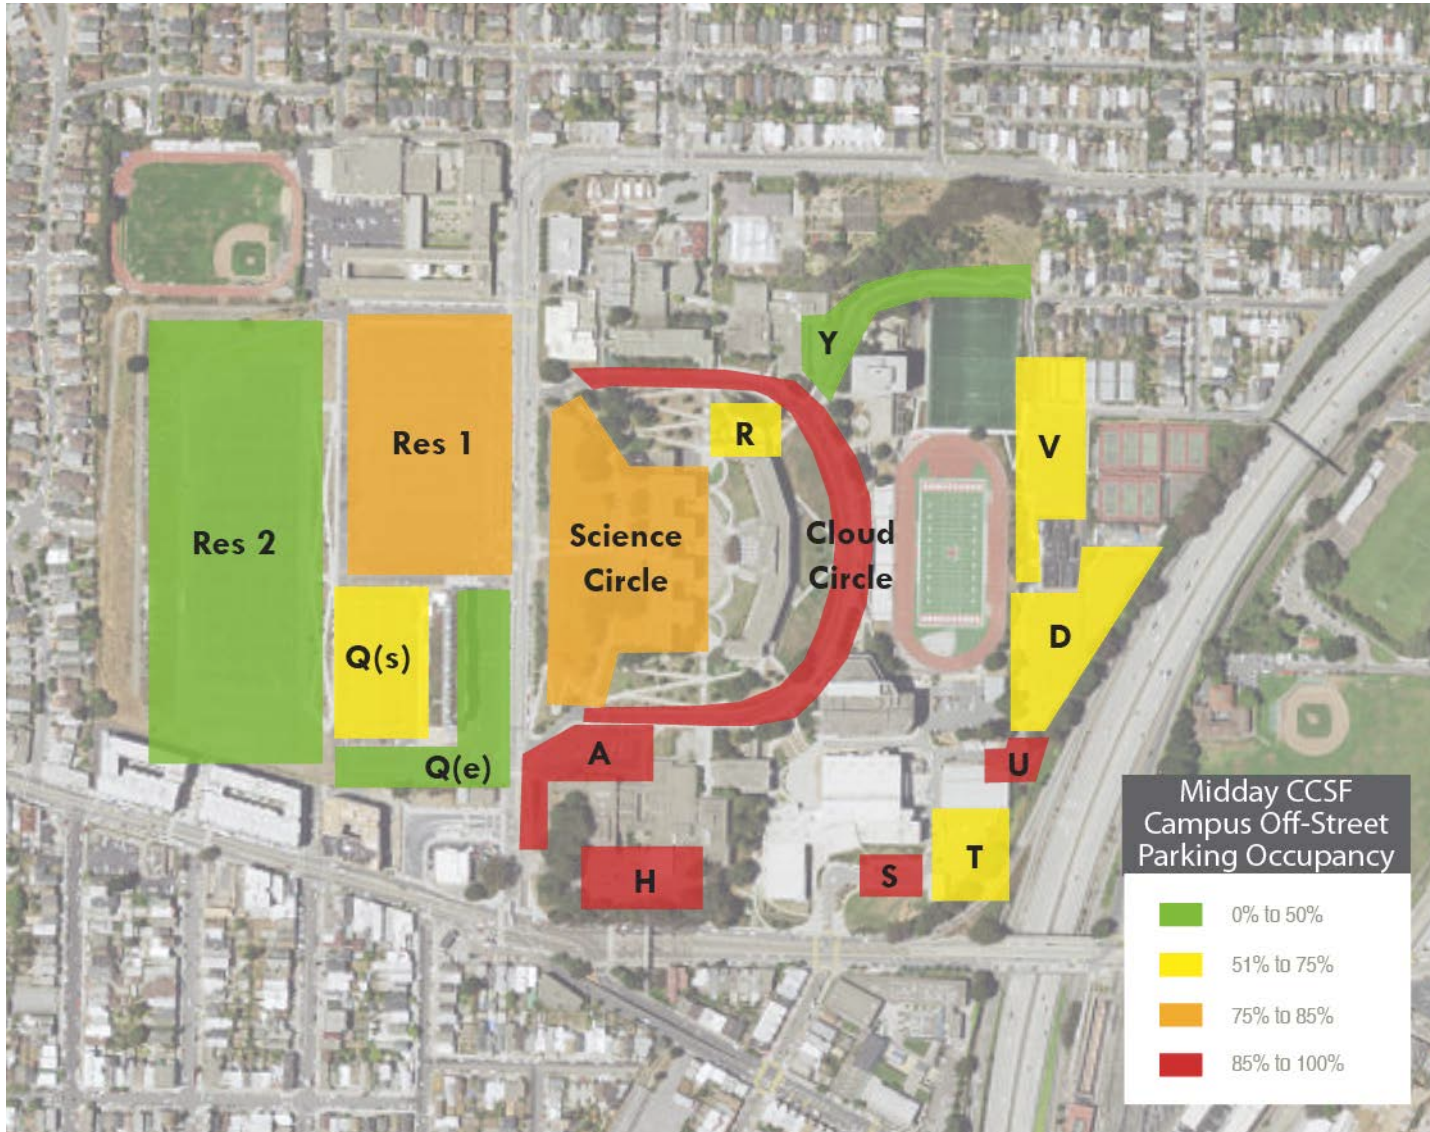 Y
R
Res 1
V
Res 2
Science
Circle
Cloud
Circle
Q(s)
D
A
Q(e)
U
H
S
T
Midday CCSF
Campus Off-Street
Parking Occupancy
0% to 50%
51% to 75%
75% to 85%
85% to 100%